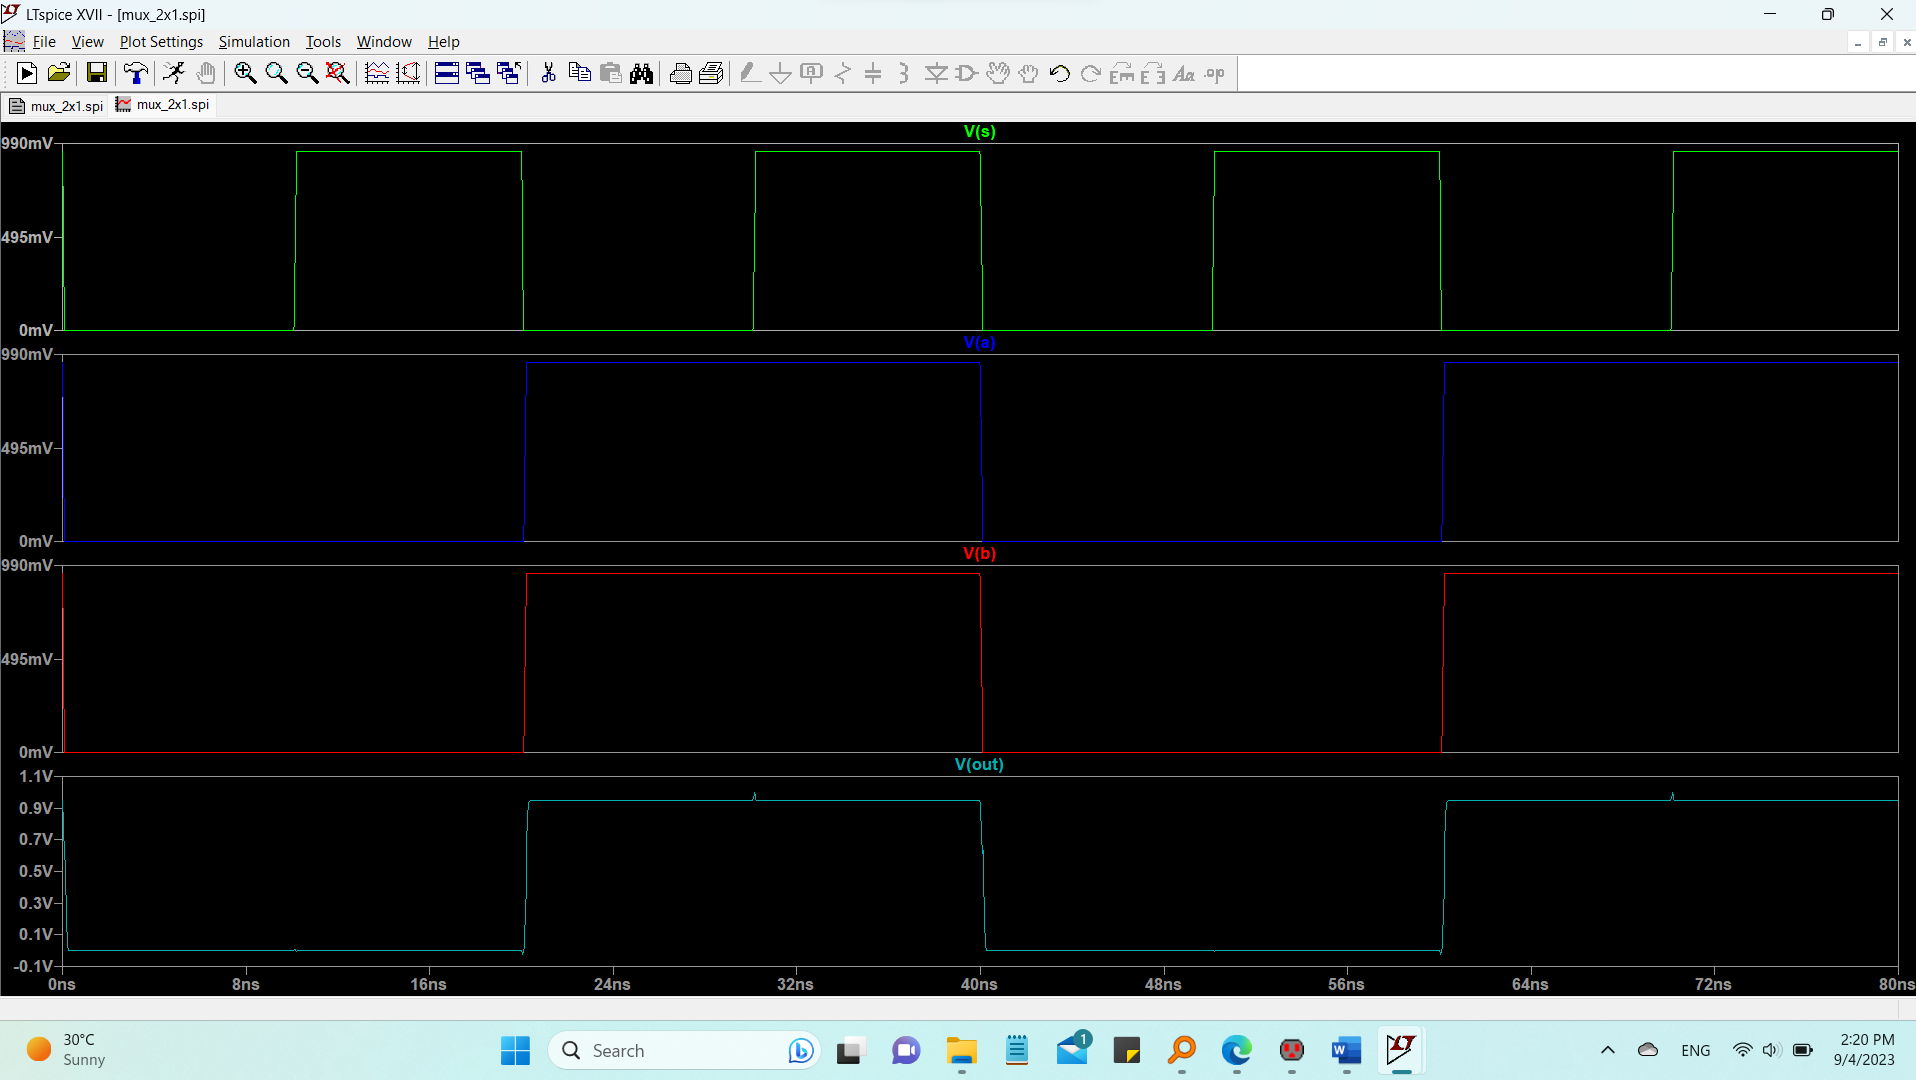 LTspice XVII - [mux_2x1.spi]
File View Plot Settings Simulation Tools Window Help
mux_2x1.spi mux_2x1.spi
V(s)
990mV
495mV
0mV
V(a)
990mV
495mV
0mV
V(b)
990mV
495mV
0mV
V(out)
1.1V
0.9V
0.7V
0.5V
0.3V
0.1V
-0.1V
0ns 8ns 16ns 24ns 32ns 40ns 48ns 56ns 64ns 72ns 80ns
30°C
Sunny
Search
1
ENG
2:20 PM
9/4/2023